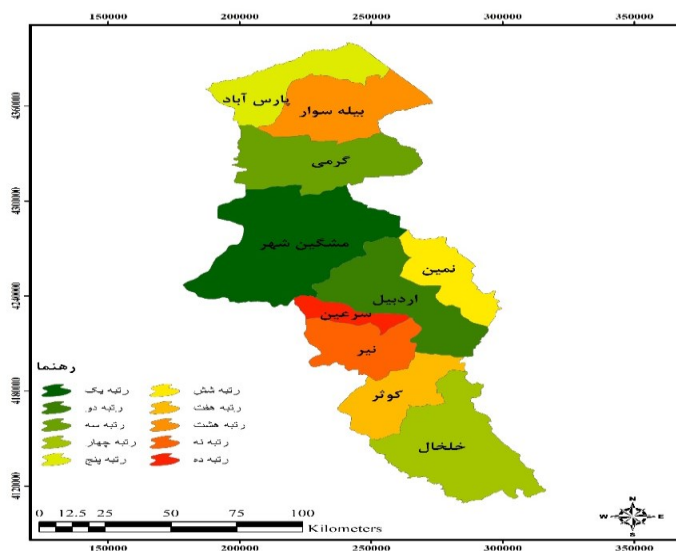 150000 200000 250000 300000 350000
4360000
4300000
4240000
4180000
4120000
پارس آباد
بیله سوار
گرمی
مشگین شهر
نمین
اردبیل
سرعین
نیر
کوثر
خلخال
رهنما
رتبه یک
رتبه دو
رتبه سه
رتبه چهار
رتبه پنج
رتبه شش
رتبه هفت
رتبه هشت
رتبه نه
رتبه ده
0 12.5 25 50 75 100
Kilometers
N
W E
S
150000 200000 250000 300000 350000